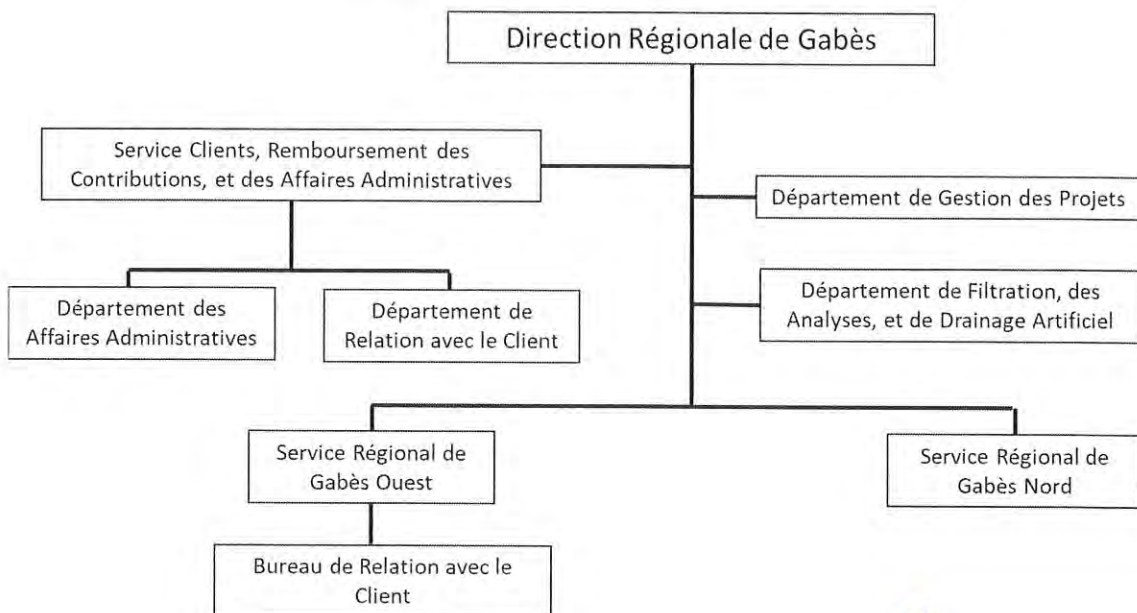 Direction Régionale de Gabès
Service Clients, Remboursement des
Contributions, et des Affaires Administratives
Département de Gestion des Projets
Département des
Affaires Administratives
Département de
Relation avec le Client
Département de Filtration, des
Analyses, et de Drainage Artificiel
Service Régional de
Gabès Ouest
Service Régional de
Gabès Nord
Bureau de Relation avec le
Client